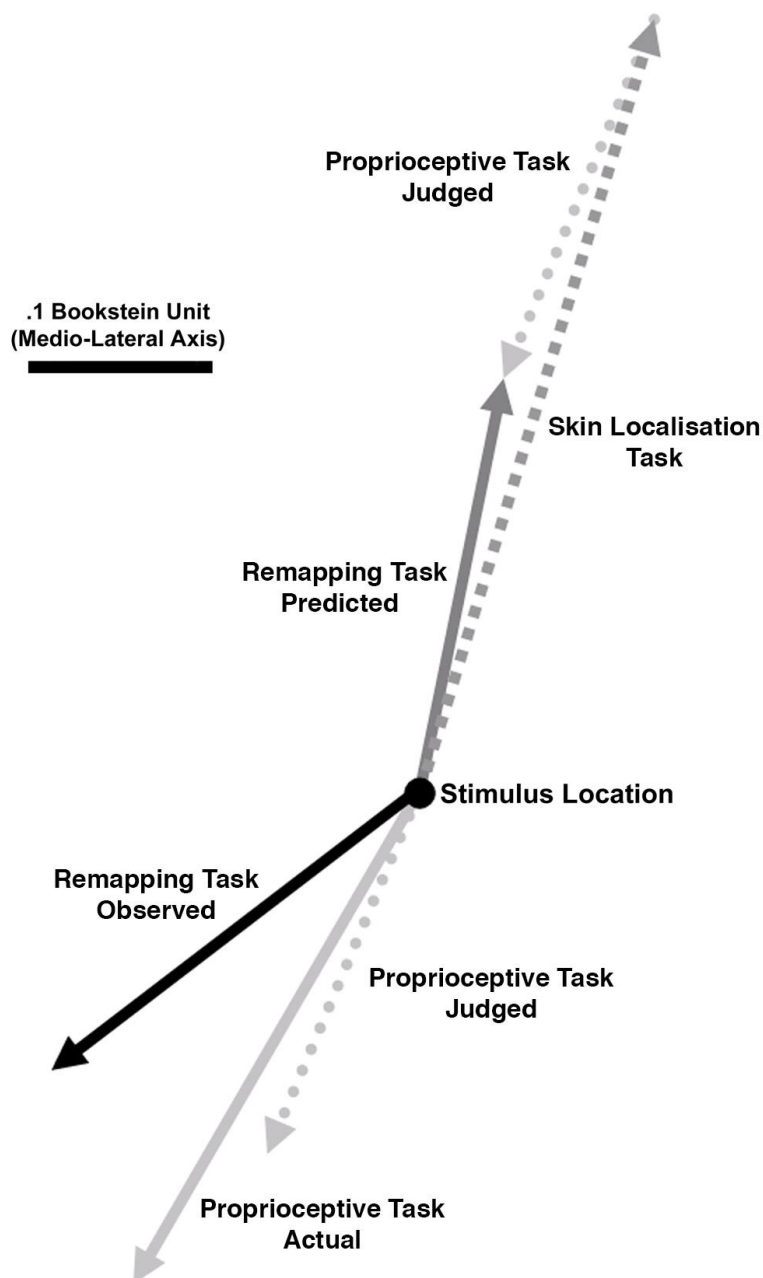 Proprioceptive Task
Judged
.1 Bookstein Unit
(Medio-Lateral Axis)
Skin Localisation
Task
Remapping Task
Predicted
Stimulus Location
Remapping Task
Observed
Proprioceptive Task
Judged
Proprioceptive Task
Actual